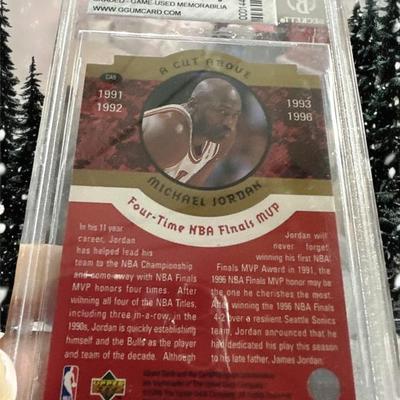 GRADED - GAME-USED MEMORABILIA
WWW.GGUMCARD.COM
BECKETT
A CUT ABOVE
CA8
1991
1992
1993
1996
MICHAEL JORDAN
Four-Time NBA Finals MVP
In his 11 year
career, Jordan
has helped lead his
team to the NBA Championship
and come away with NBA Finals
MVP honors four times. After
winning all four of the NBA Titles,
including three in-a-row in the
1990s, Jordan is quickly establishing
himself and the Bulls as the player
and team of the decade. Although
Jordan will
never forget
winning his first NBA
Finals MVP Award in 1991, the
1996 NBA Finals MVP honor may be
the one he cherishes the most.
After winning the 1996 NBA Finals
4-2 over a resilient Seattle Sonics
team, Jordan announced that he
had dedicated his play this season
to his late father, James Jordan.
NBA
UPPER
DECK